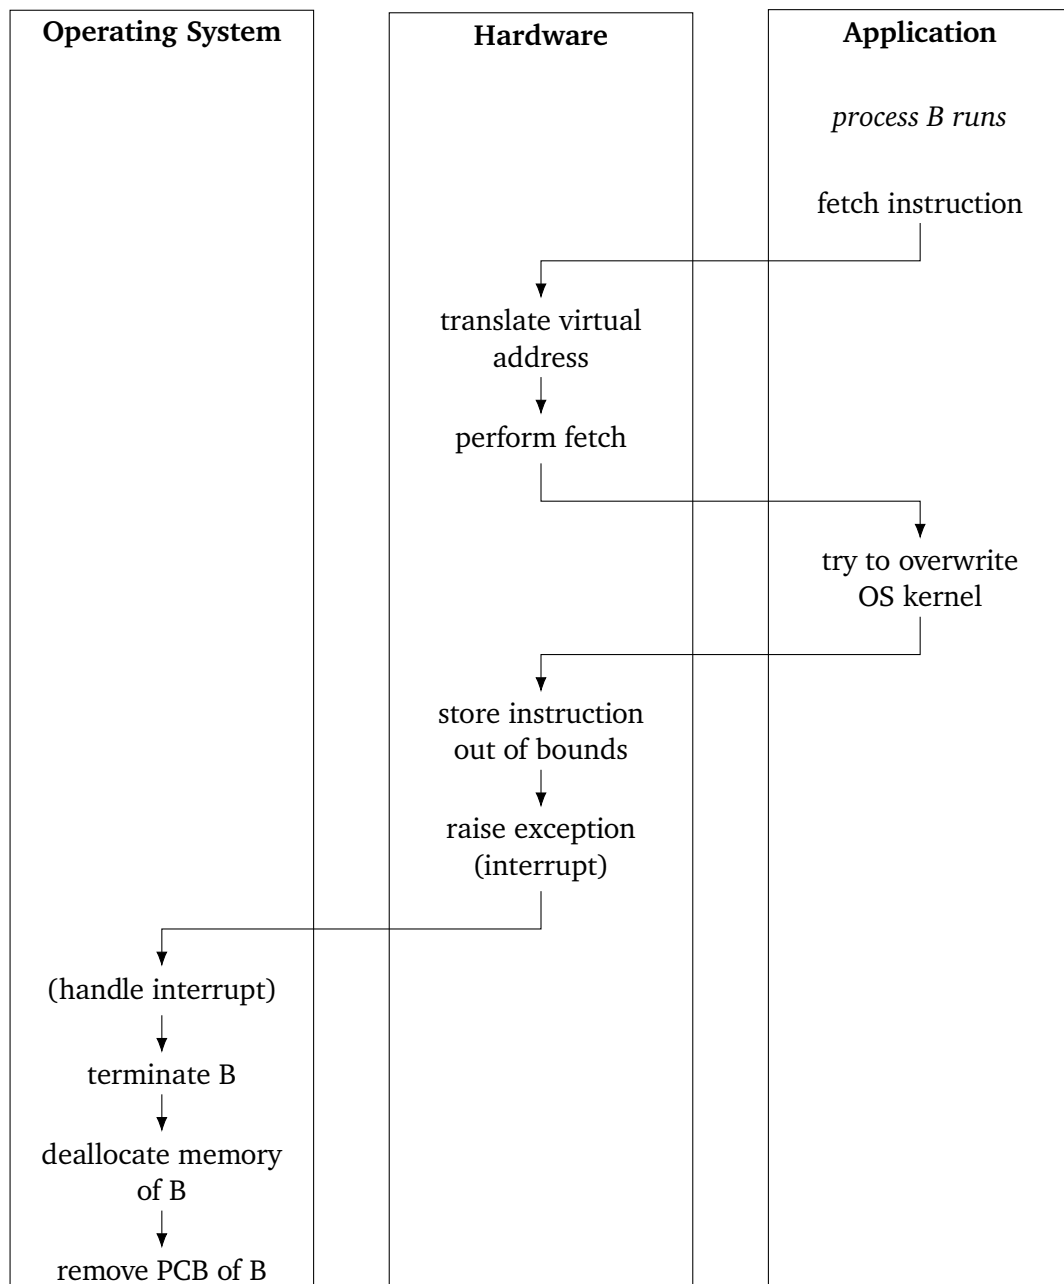 Operating System
Hardware
Application
process B runs
fetch instruction
translate virtual
address
perform fetch
try to overwrite
OS kernel
store instruction
out of bounds
raise exception
(interrupt)
(handle interrupt)
terminate B
deallocate memory
of B
remove PCB of B